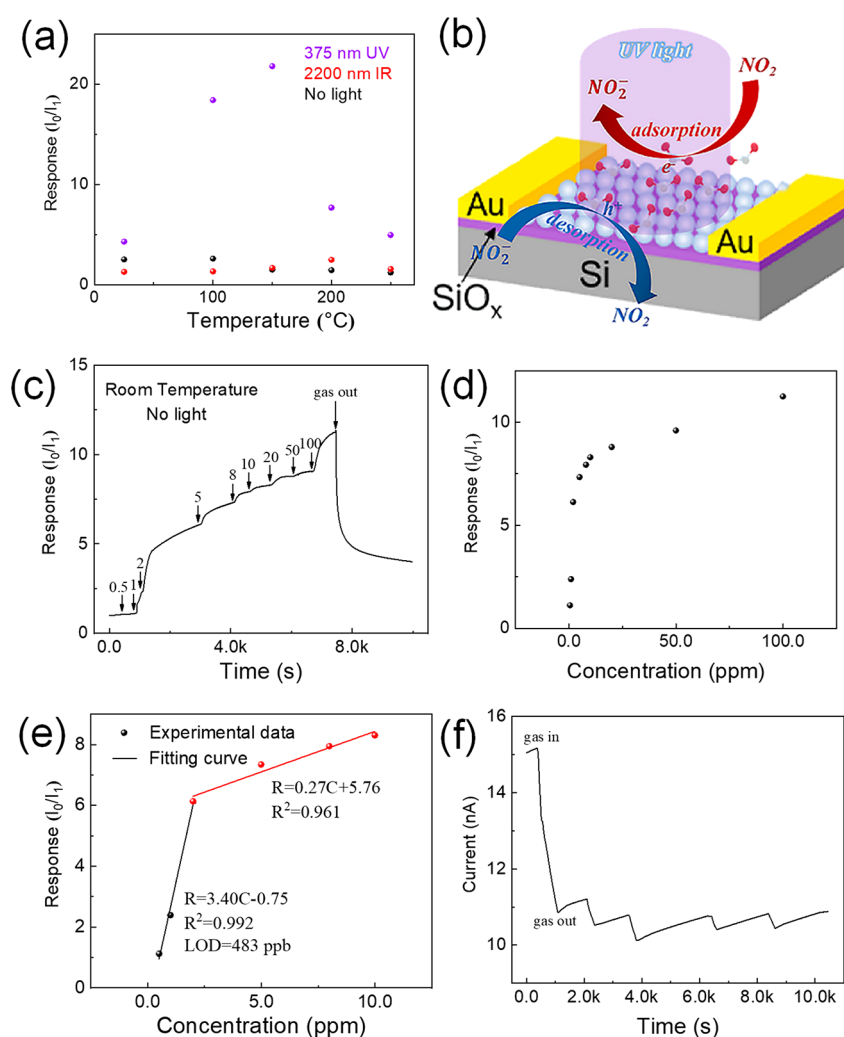 (a)
375 nm UV
2200 nm IR
No light
Response (I₀/I₁)
20
10
0
0
100
200
Temperature (°C)
(b)
UV light
NO₂
NO₂⁻
adsorption
e⁻
Au
h⁺
desorption
Au
NO₂⁻
Si
SiOₓ
NO₂
(c)
Room Temperature
No light
gas out
Response (I₀/I₁)
15
10
5
0
0.5
1
2
5
8
10
20
50
100
0.0
4.0k
8.0k
Time (s)
(d)
Response (I₀/I₁)
10
5
0
0.0
50.0
100.0
Concentration (ppm)
(e)
Experimental data
Fitting curve
Response (I₀/I₁)
8
6
4
2
0
R=0.27C+5.76
R²=0.961
R=3.40C-0.75
R²=0.992
LOD=483 ppb
0.0
5.0
10.0
Concentration (ppm)
(f)
gas in
gas out
Current (nA)
16
14
12
10
0.0
2.0k
4.0k
6.0k
8.0k
10.0k
Time (s)